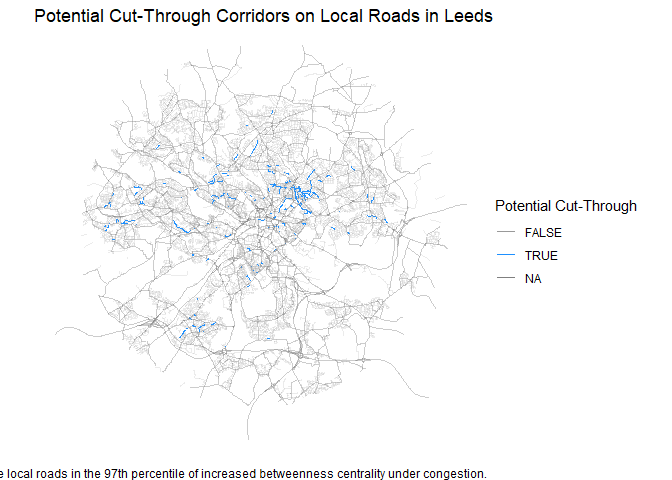 Potential Cut-Through Corridors on Local Roads in Leeds
Potential Cut-Through
FALSE
TRUE
NA
local roads in the 97th percentile of increased betweenness centrality under congestion.